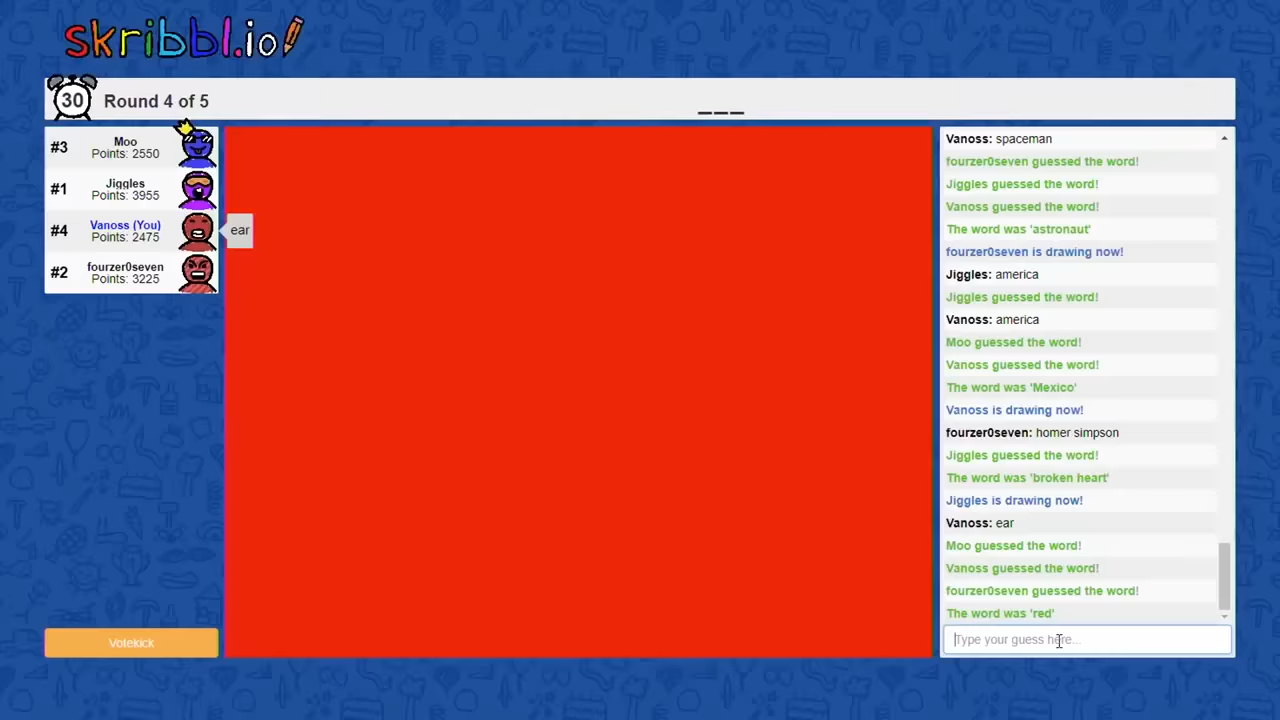 skribbl.io
30
Round 4 of 5
___
#3
Moo
Points: 2550
#1
Jiggles
Points: 3955
#4
Vanoss (You)
Points: 2475
#2
fourzer0seven
Points: 3225
ear
Votekick
Vanoss: spaceman
fourzer0seven guessed the word!
Jiggles guessed the word!
Vanoss guessed the word!
The word was 'astronaut'
fourzer0seven is drawing now!
Jiggles: america
Jiggles guessed the word!
Vanoss: america
Moo guessed the word!
Vanoss guessed the word!
The word was 'Mexico'
Vanoss is drawing now!
fourzer0seven: homer simpson
Jiggles guessed the word!
The word was 'broken heart'
Jiggles is drawing now!
Vanoss: ear
Moo guessed the word!
Vanoss guessed the word!
fourzer0seven guessed the word!
The word was 'red'
Type your guess here...